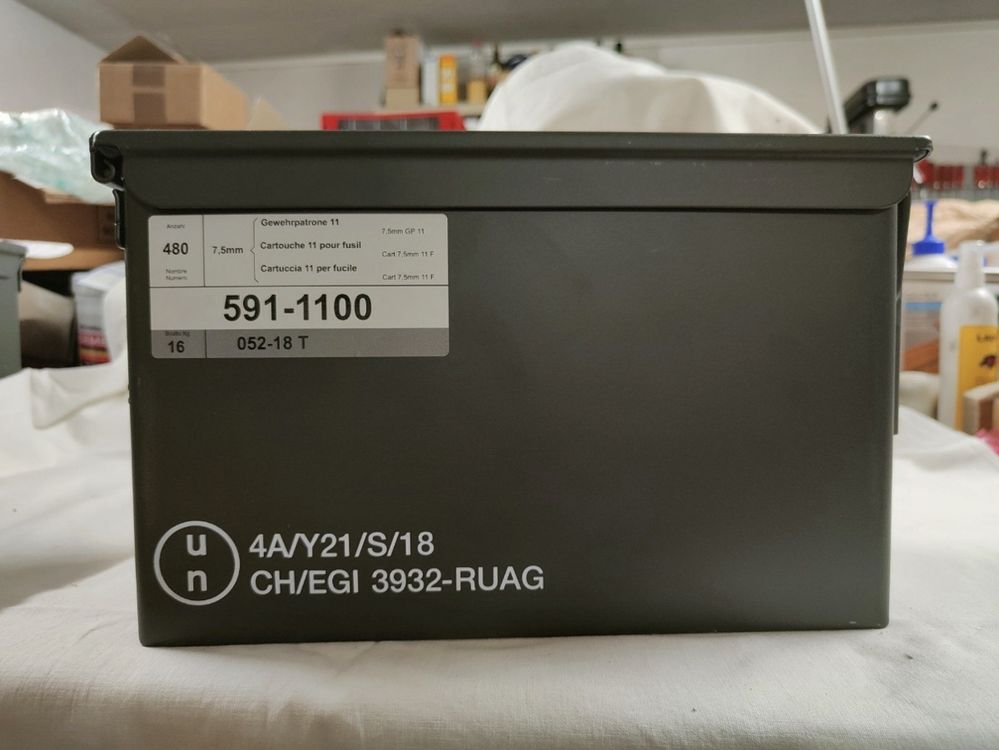 Anzahl
480
Nombre
Numero
7,5mm
Gewehrpatrone 11
7,5mm GP 11
Cartouche 11 pour fusil
Cart 7,5mm 11 F
Cartuccia 11 per fucile
Cart 7,5mm 11 F
591-1100
Brutto Kg
16
052-18 T
u
n
4A/Y21/S/18
CH/EGI 3932-RUAG